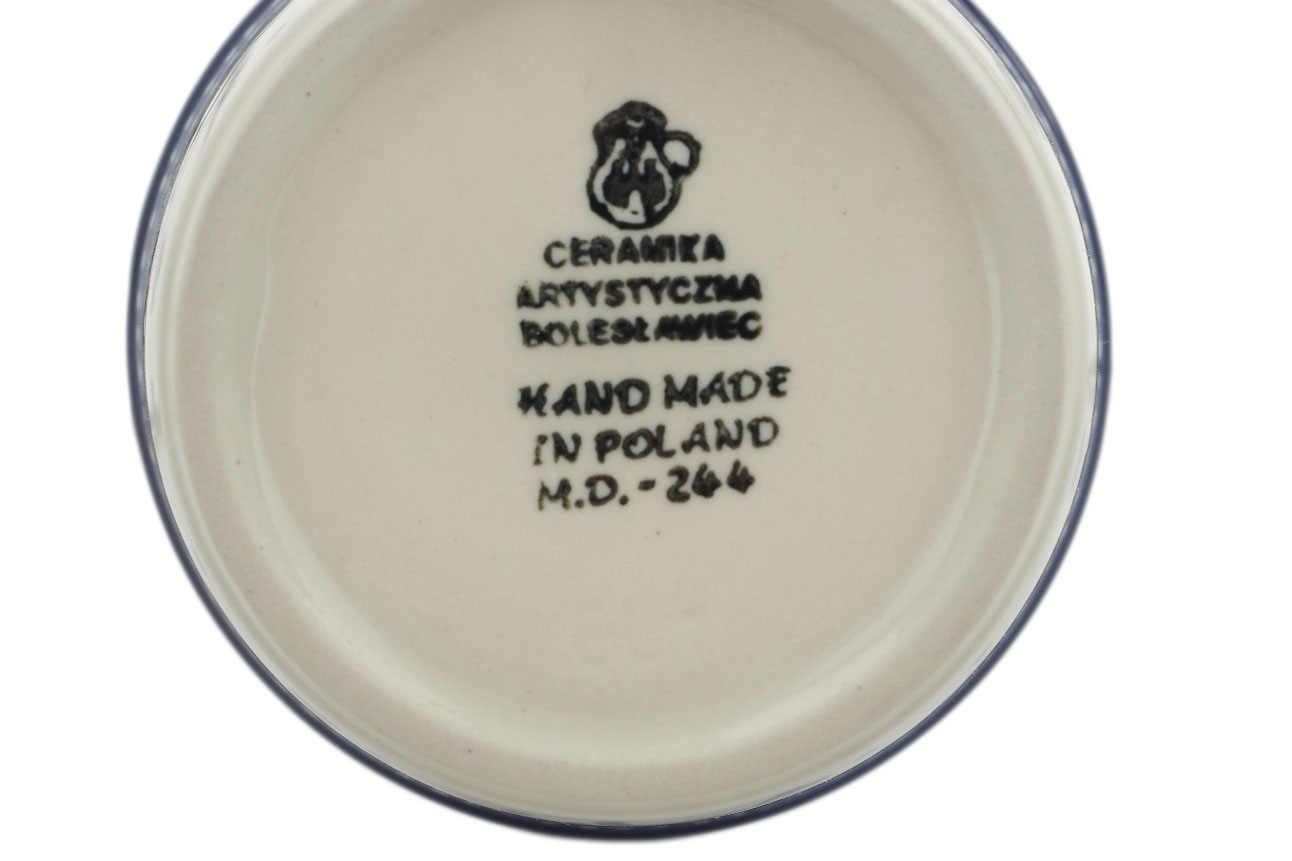 CERAMIKA
ARTYSTYCZNA
BOLESŁAWIEC
HAND MADE
IN POLAND
M.D.-244